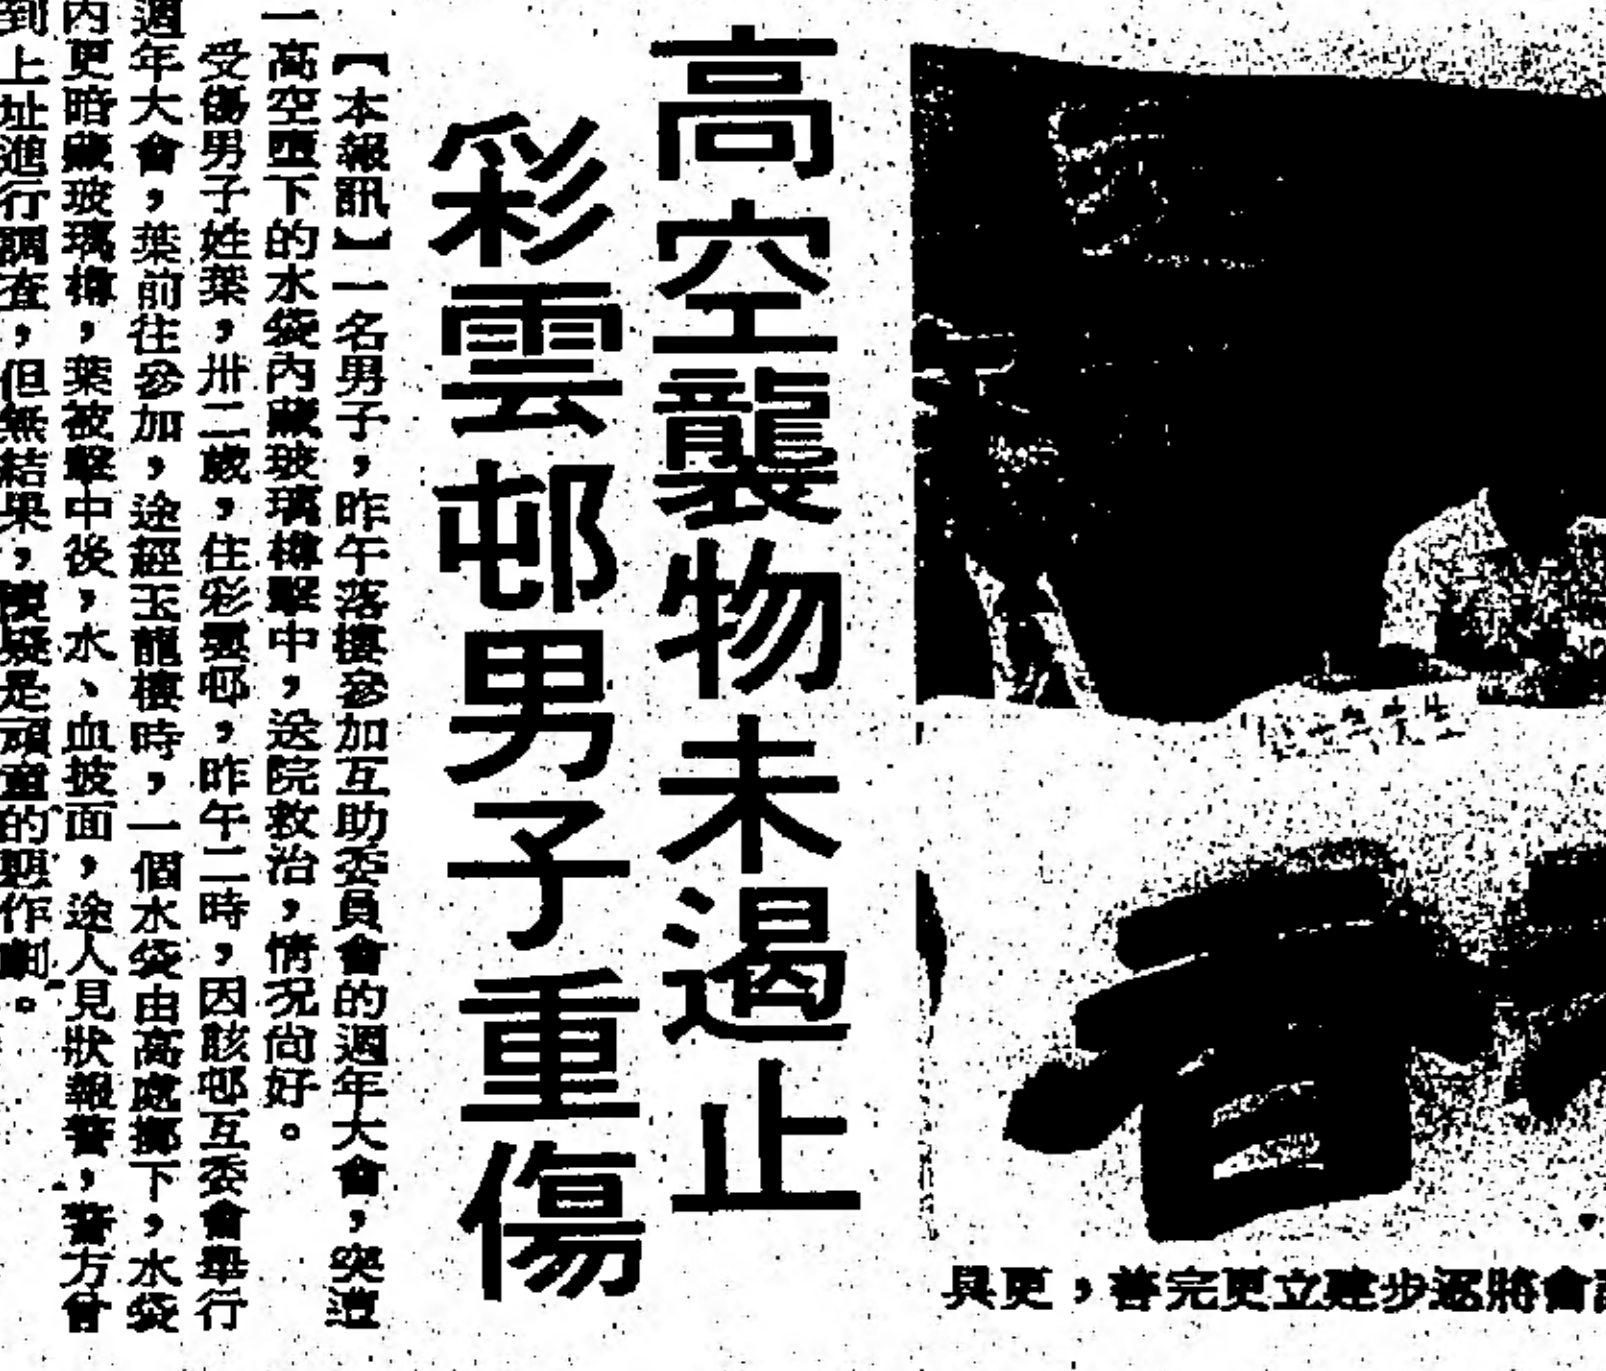 高空襲物未遏止
彩雲邨男子重傷
【本報訊】一名男子，昨午落樓參加互助委員會的週年大會，突遭
一高空墮下的水袋內藏玻璃樽擊中，送院救治，情況尚好。
受傷男子姓葉，卅二歲，住彩雲邨，昨午二時，因該邨互委會舉行
週年大會，葉前往參加，途經玉龍樓時，一個水袋由高處擲下，水袋
內更暗藏玻璃樽，葉被擊中後，水、血披面，途人見狀報警，警方曾
到上址進行調查，但無結果，懷疑是頑童的惡作劇。
具更，善完更立建步逐將會